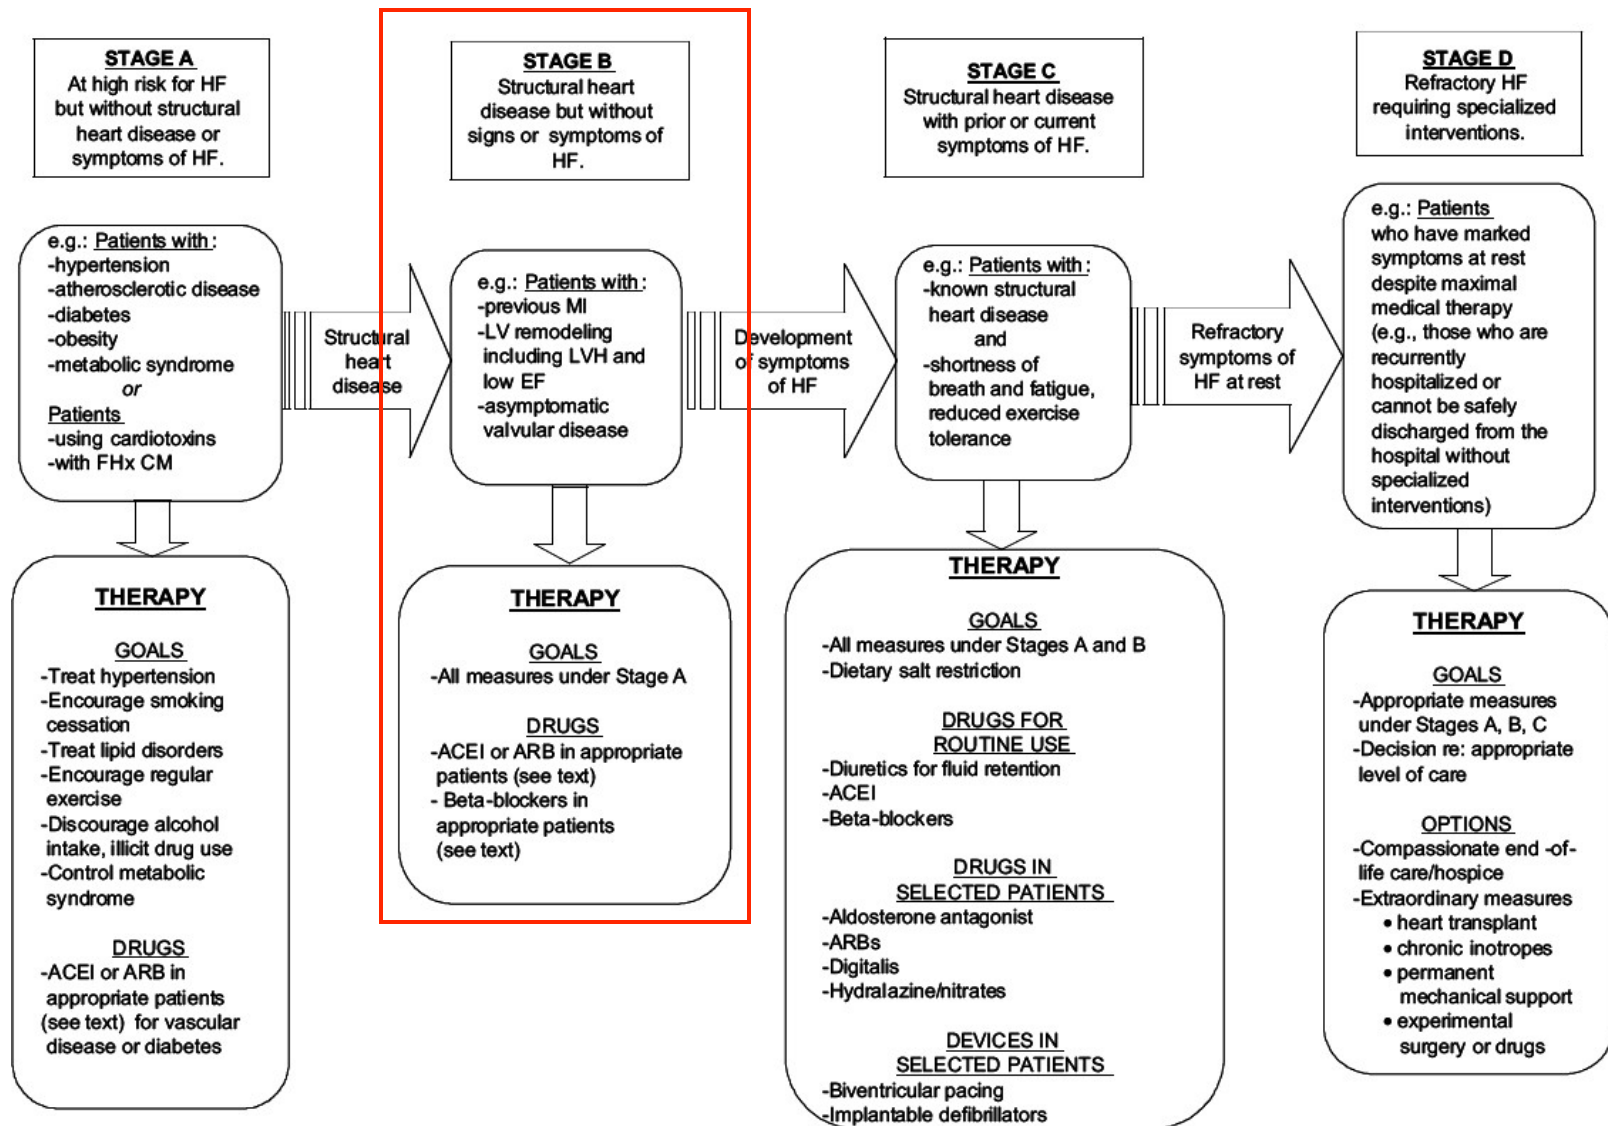 STAGE A
At high risk for HF
but without structural
heart disease or
symptoms of HF.
e.g.: Patients with:
-hypertension
-atherosclerotic disease
-diabetes
-obesity
-metabolic syndrome
or
Patients
-using cardiotoxins
-with FHx CM
THERAPY
GOALS
-Treat hypertension
-Encourage smoking
cessation
-Treat lipid disorders
-Encourage regular
exercise
-Discourage alcohol
intake, illicit drug use
-Control metabolic
syndrome
DRUGS
-ACEI or ARB in
appropriate patients
(see text) for vascular
disease or diabetes
Structural
heart
disease
STAGE B
Structural heart
disease but without
signs or symptoms of
HF.
e.g.: Patients with:
-previous MI
-LV remodeling
including LVH and
low EF
-asymptomatic
valvular disease
THERAPY
GOALS
-All measures under Stage A
DRUGS
-ACEI or ARB in appropriate
patients (see text)
- Beta-blockers in
appropriate patients
(see text)
Development
of symptoms
of HF
STAGE C
Structural heart disease
with prior or current
symptoms of HF.
e.g.: Patients with:
-known structural
heart disease
and
-shortness of
breath and fatigue,
reduced exercise
tolerance
THERAPY
GOALS
-All measures under Stages A and B
-Dietary salt restriction
DRUGS FOR
ROUTINE USE
-Diuretics for fluid retention
-ACEI
-Beta-blockers
DRUGS IN
SELECTED PATIENTS
-Aldosterone antagonist
-ARBs
-Digitalis
-Hydralazine/nitrates
DEVICES IN
SELECTED PATIENTS
-Biventricular pacing
-Implantable defibrillators
Refractory
symptoms of
HF at rest
STAGE D
Refractory HF
requiring specialized
interventions.
e.g.: Patients
who have marked
symptoms at rest
despite maximal
medical therapy
(e.g., those who are
recurrently
hospitalized or
cannot be safely
discharged from the
hospital without
specialized
interventions)
THERAPY
GOALS
-Appropriate measures
under Stages A, B, C
-Decision re: appropriate
level of care
OPTIONS
-Compassionate end -of-
life care/hospice
-Extraordinary measures
• heart transplant
• chronic inotropes
• permanent
mechanical support
• experimental
surgery or drugs